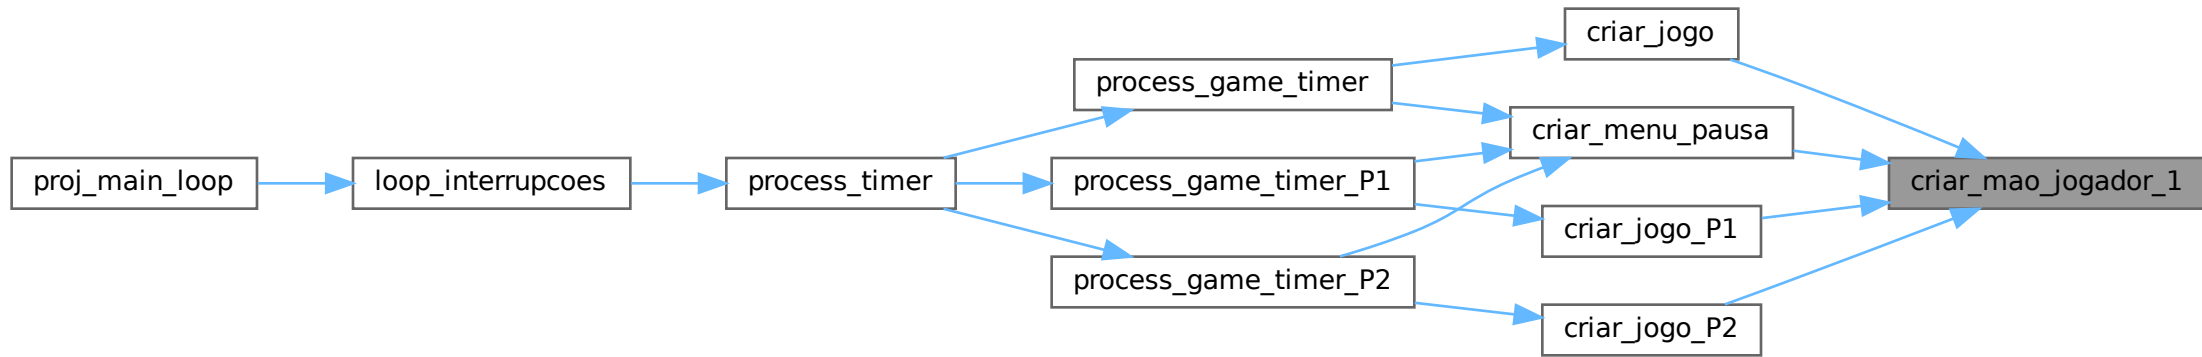 criar_jogo
process_game_timer
criar_menu_pausa
proj_main_loop
loop_interrupcoes
process_timer
process_game_timer_P1
criar_mao_jogador_1
criar_jogo_P1
process_game_timer_P2
criar_jogo_P2